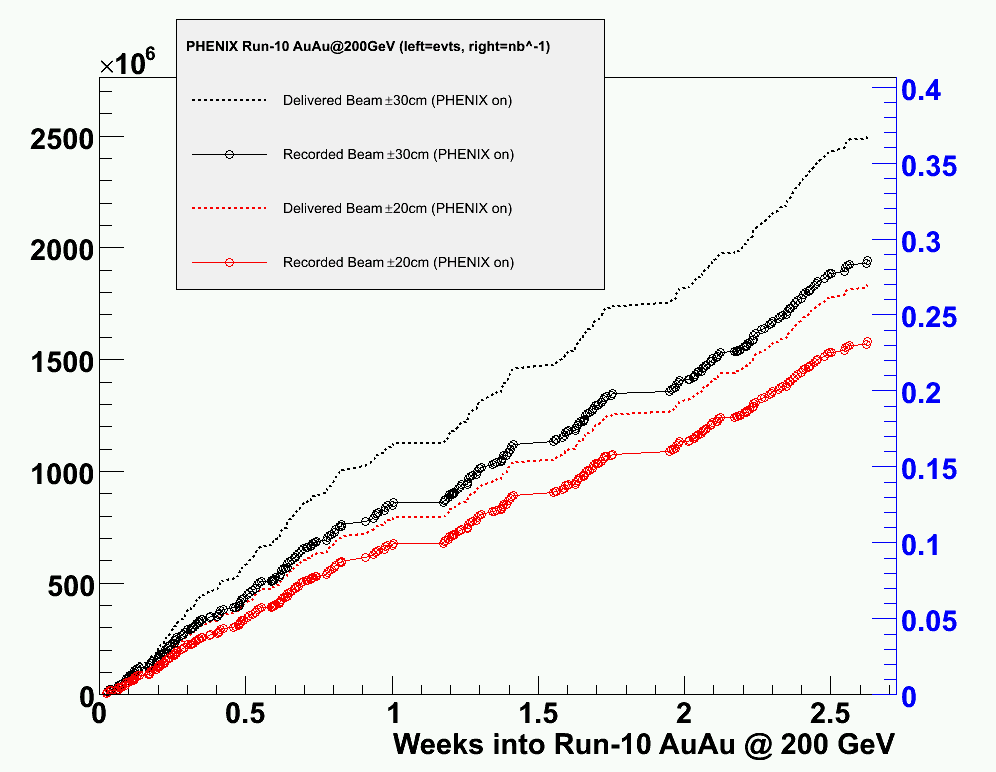 PHENIX Run-10 AuAu@200GeV (left=evts, right=nb^-1)
Delivered Beam ±30cm (PHENIX on)
Recorded Beam ±30cm (PHENIX on)
Delivered Beam ±20cm (PHENIX on)
Recorded Beam ±20cm (PHENIX on)
×10⁶
2500
2000
1500
1000
500
0
0.4
0.35
0.3
0.25
0.2
0.15
0.1
0.05
0
0 0.5 1 1.5 2 2.5
Weeks into Run-10 AuAu @ 200 GeV